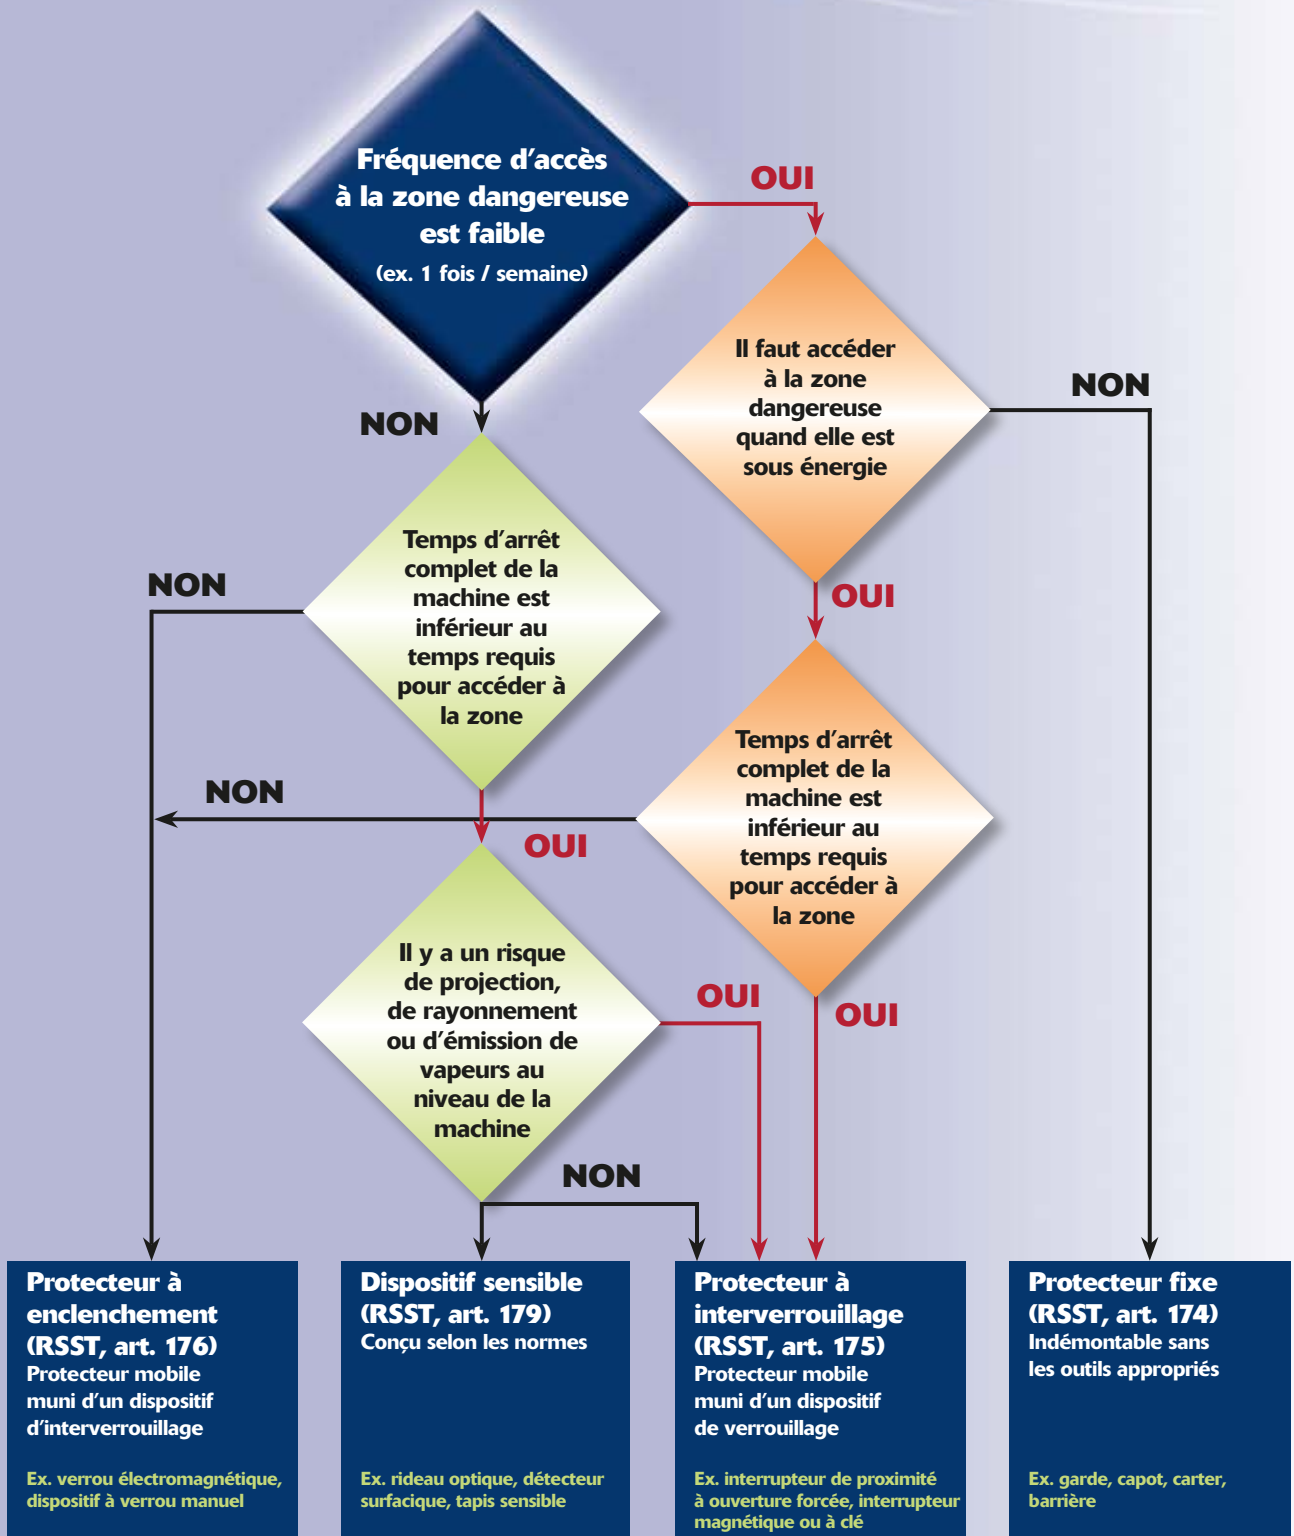 Fréquence d'accès
à la zone dangereuse
est faible
(ex. 1 fois / semaine)
OUI
Il faut accéder
à la zone
dangereuse
quand elle est
sous énergie
NON
NON
Temps d'arrêt
complet de la
machine est
inférieur au
temps requis
pour accéder à
la zone
NON
OUI
Temps d'arrêt
complet de la
machine est
inférieur au
temps requis
pour accéder à
la zone
NON
OUI
Il y a un risque
de projection,
de rayonnement
ou d'émission de
vapeurs au
niveau de la
machine
OUI
OUI
NON
Protecteur à
enclenchement
(RSST, art. 176)
Protecteur mobile
muni d'un dispositif
d'interverrouillage
Ex. verrou électromagnétique,
dispositif à verrou manuel
Dispositif sensible
(RSST, art. 179)
Conçu selon les normes
Ex. rideau optique, détecteur
surfacique, tapis sensible
Protecteur à
interverrouillage
(RSST, art. 175)
Protecteur mobile
muni d'un dispositif
de verrouillage
Ex. interrupteur de proximité
à ouverture forcée, interrupteur
magnétique ou à clé
Protecteur fixe
(RSST, art. 174)
Indémontable sans
les outils appropriés
Ex. garde, capot, carter,
barrière